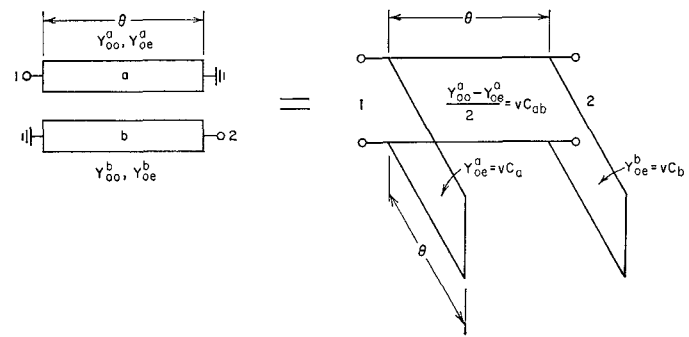 θ
Y^a_oo, Y^a_oe
1
a
b
2
Y^b_oo, Y^b_oe
=
θ
1
(Y^a_oo − Y^a_oe)/2 = vC_ab
2
Y^a_oe = vC_a
Y^b_oe = vC_b
θ